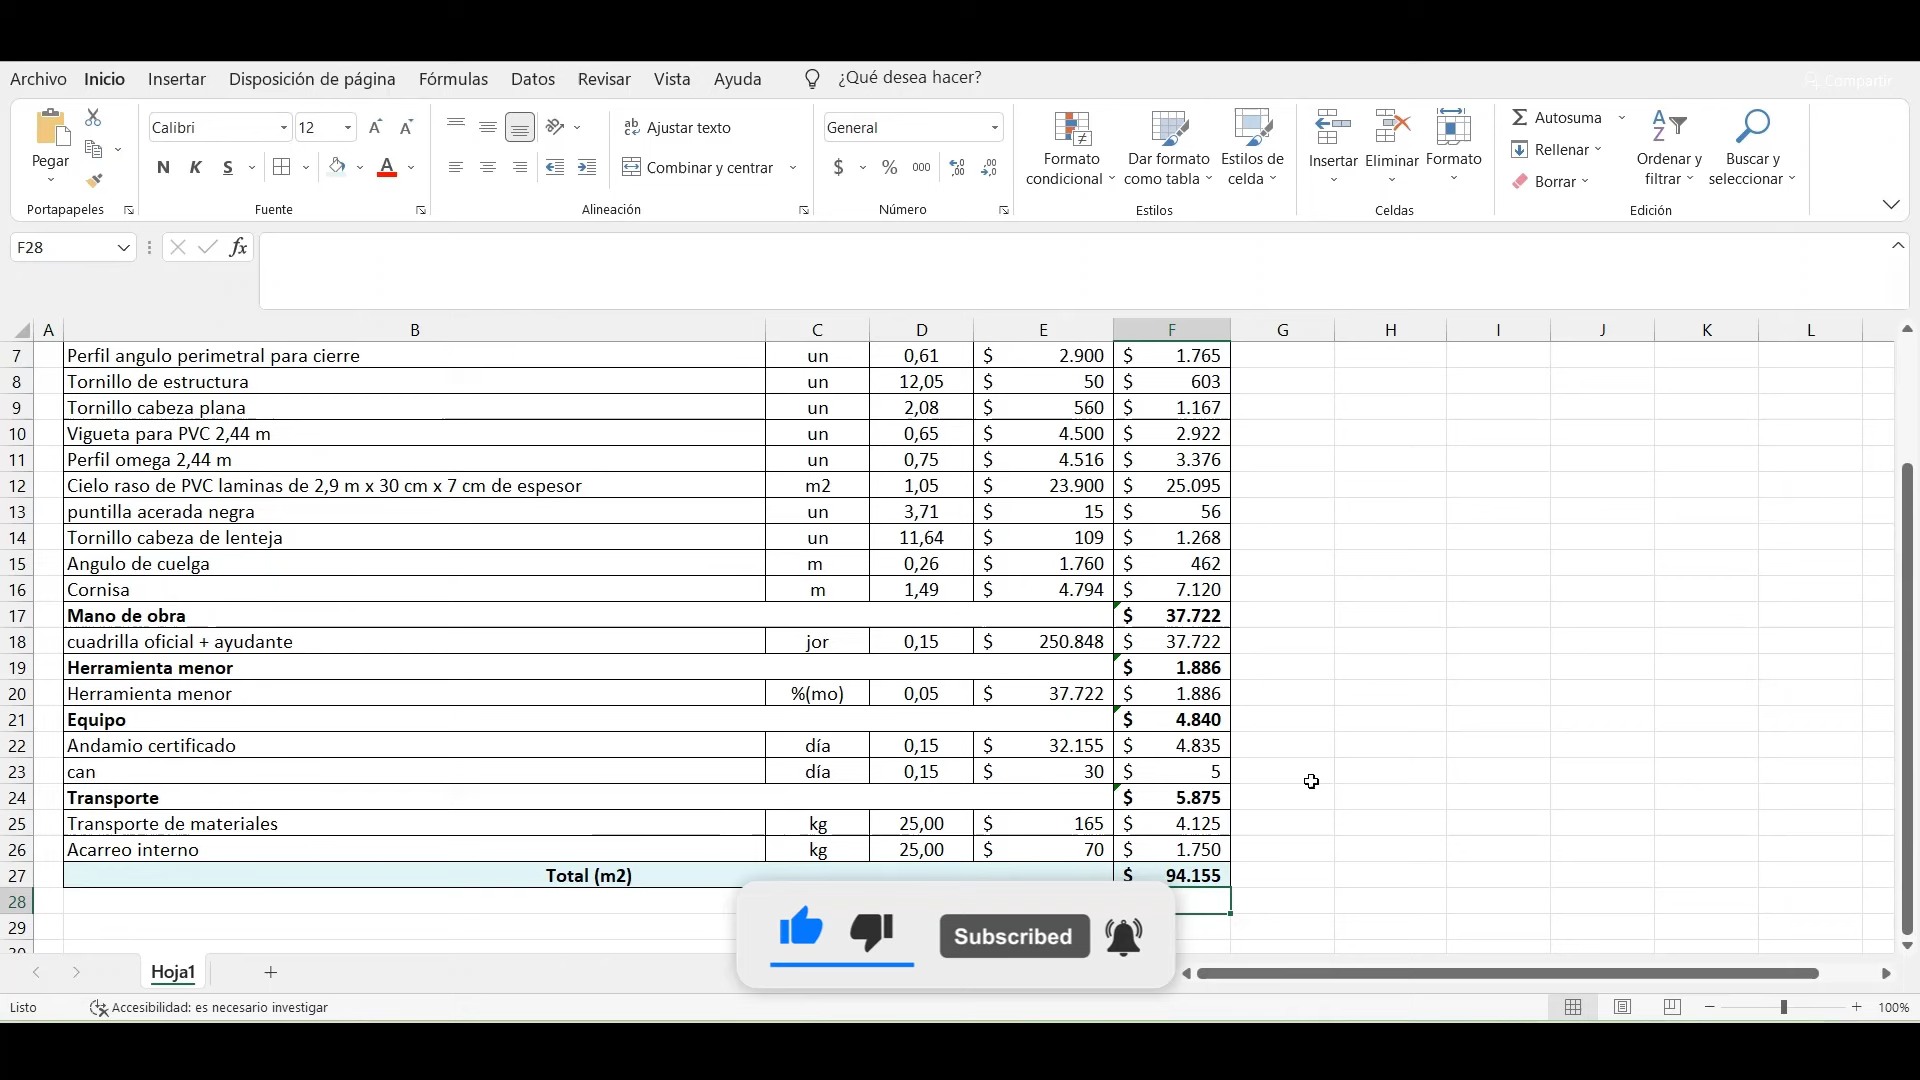 Archivo Inicio Insertar Disposición de página Fórmulas Datos Revisar Vista Ayuda ¿Qué desea hacer? Compartir
Pegar Calibri 12 Ajustar texto General Formato condicional Dar formato como tabla Estilos de celda Insertar Eliminar Formato Autosuma Rellenar Borrar Ordenar y filtrar Buscar y seleccionar
N K S Combinar y centrar $ % 000
Portapapeles Fuente Alineación Número Estilos Celdas Edición
F28 fx
A B C D E F G H I J K L
7 Perfil angulo perimetral para cierre un 0,61 $ 2.900 $ 1.765
8 Tornillo de estructura un 12,05 $ 50 $ 603
9 Tornillo cabeza plana un 2,08 $ 560 $ 1.167
10 Vigueta para PVC 2,44 m un 0,65 $ 4.500 $ 2.922
11 Perfil omega 2,44 m un 0,75 $ 4.516 $ 3.376
12 Cielo raso de PVC laminas de 2,9 m x 30 cm x 7 cm de espesor m2 1,05 $ 23.900 $ 25.095
13 puntilla acerada negra un 3,71 $ 15 $ 56
14 Tornillo cabeza de lenteja un 11,64 $ 109 $ 1.268
15 Angulo de cuelga m 0,26 $ 1.760 $ 462
16 Cornisa m 1,49 $ 4.794 $ 7.120
17 Mano de obra $ 37.722
18 cuadrilla oficial + ayudante jor 0,15 $ 250.848 $ 37.722
19 Herramienta menor $ 1.886
20 Herramienta menor %(mo) 0,05 $ 37.722 $ 1.886
21 Equipo $ 4.840
22 Andamio certificado día 0,15 $ 32.155 $ 4.835
23 can día 0,15 $ 30 $ 5
24 Transporte $ 5.875
25 Transporte de materiales kg 25,00 $ 165 $ 4.125
26 Acarreo interno kg 25,00 $ 70 $ 1.750
27 Total (m2) $ 94.155
28
29
Subscribed
Hoja1
Listo Accesibilidad: es necesario investigar 100%